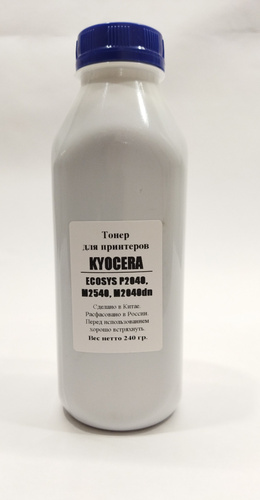 Тонер
для принтеров
KYOCERA
ECOSYS P2040,
M2540, M2040dn
Сделано в Китае.
Расфасовано в России.
Перед использованием
хорошо встряхнуть.
Вес нетто 240 гр.